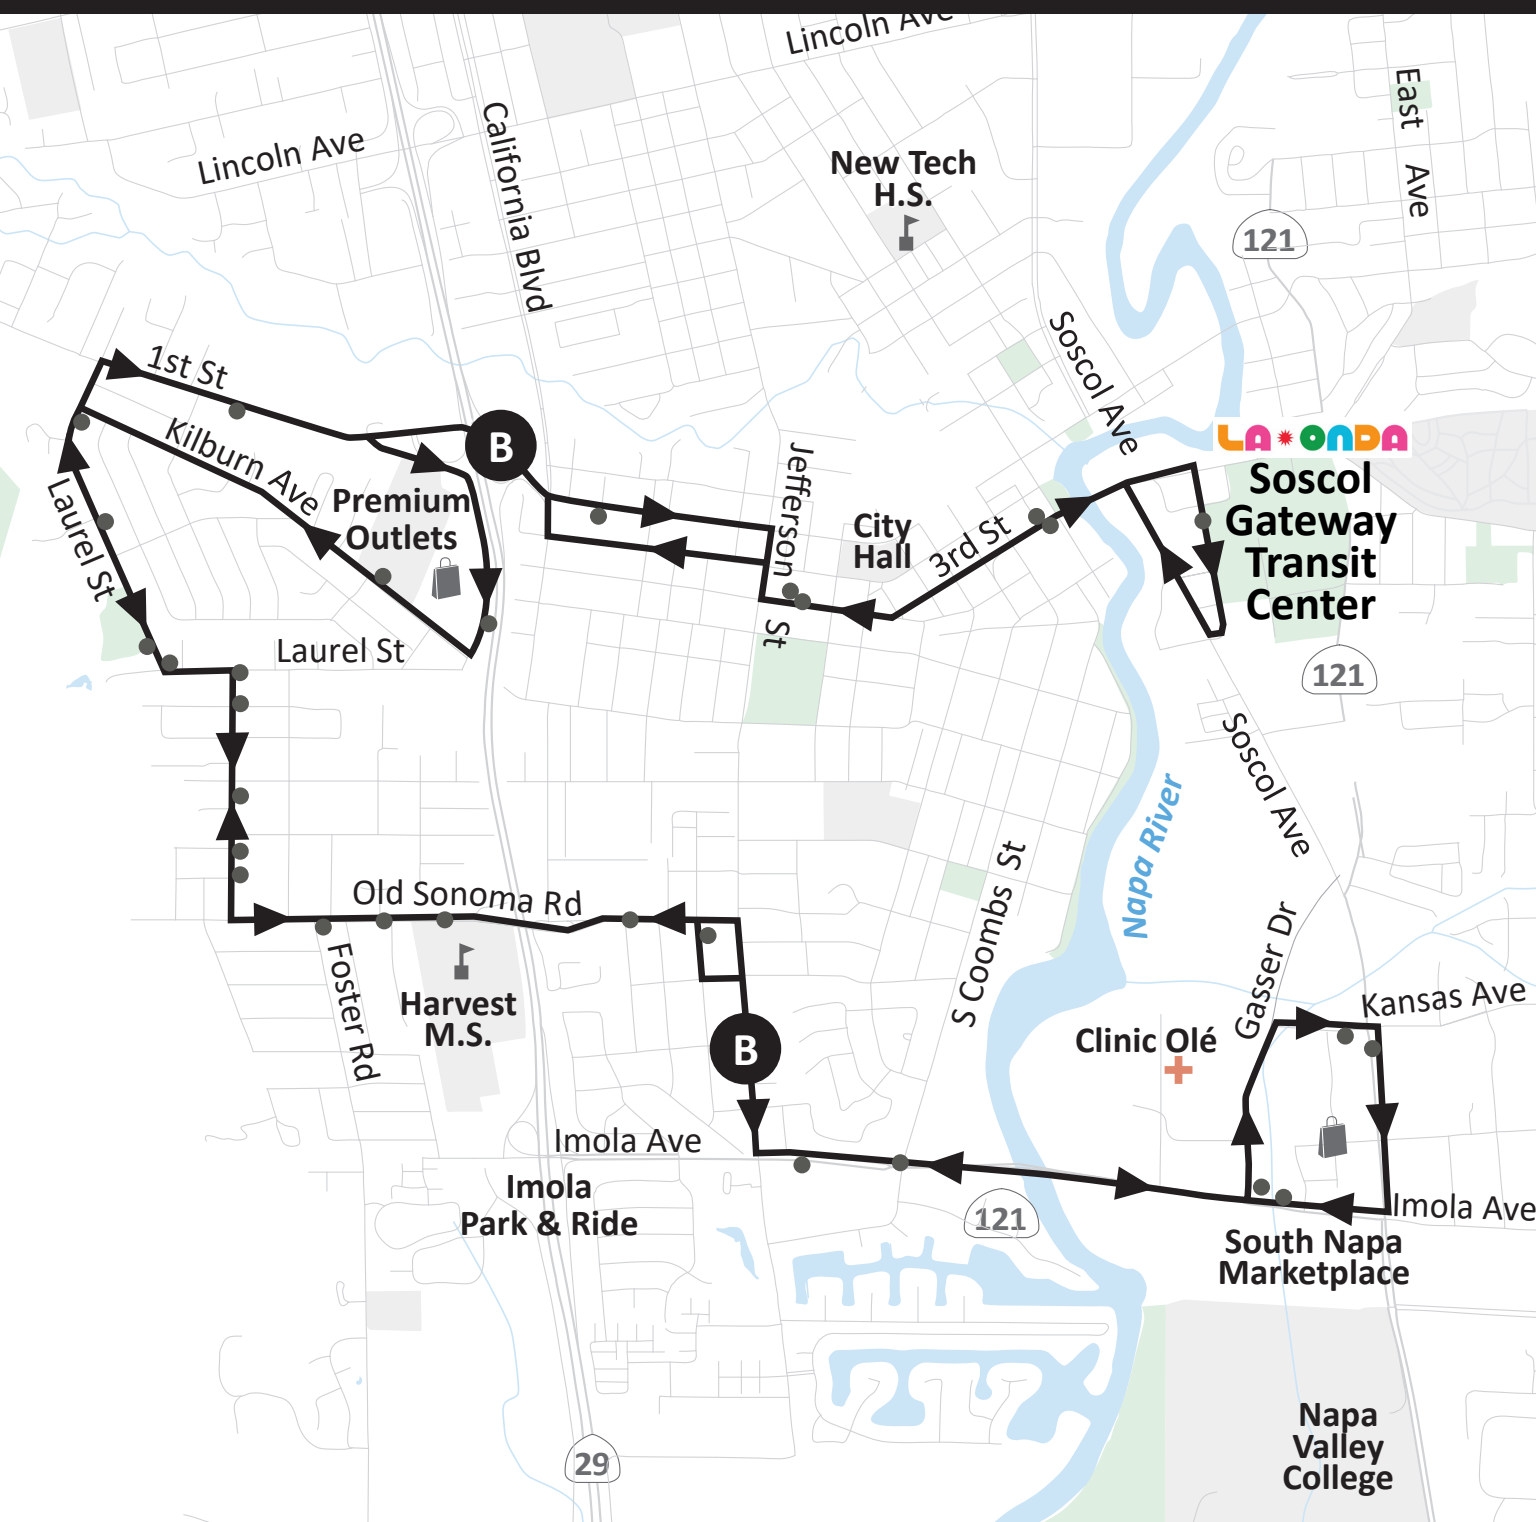 Lincoln Ave
Lincoln Ave
California Blvd
East Ave
New Tech
H.S.
121
Soscol Ave
1st St
Kilburn Ave
Laurel St
B
Premium
Outlets
Jefferson St
City
Hall
3rd St
LA ONDA
Soscol
Gateway
Transit
Center
Laurel St
121
Soscol Ave
Napa River
S Coombs St
Old Sonoma Rd
Foster Rd
Harvest
M.S.
B
Gasser Dr
Kansas Ave
Clinic Olé
Imola Ave
Imola
Park & Ride
121
Imola Ave
South Napa
Marketplace
29
Napa
Valley
College